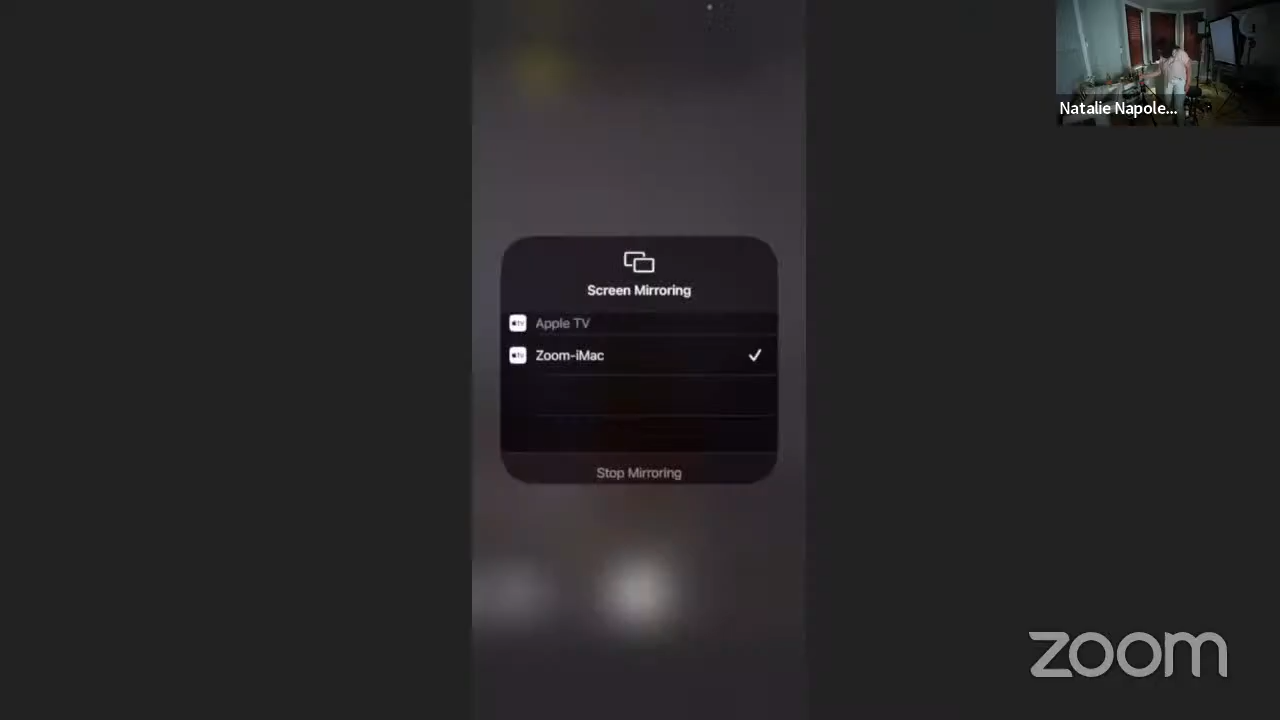 Natalie Napole...
Screen Mirroring
Apple TV
Zoom-iMac
Stop Mirroring
zoom